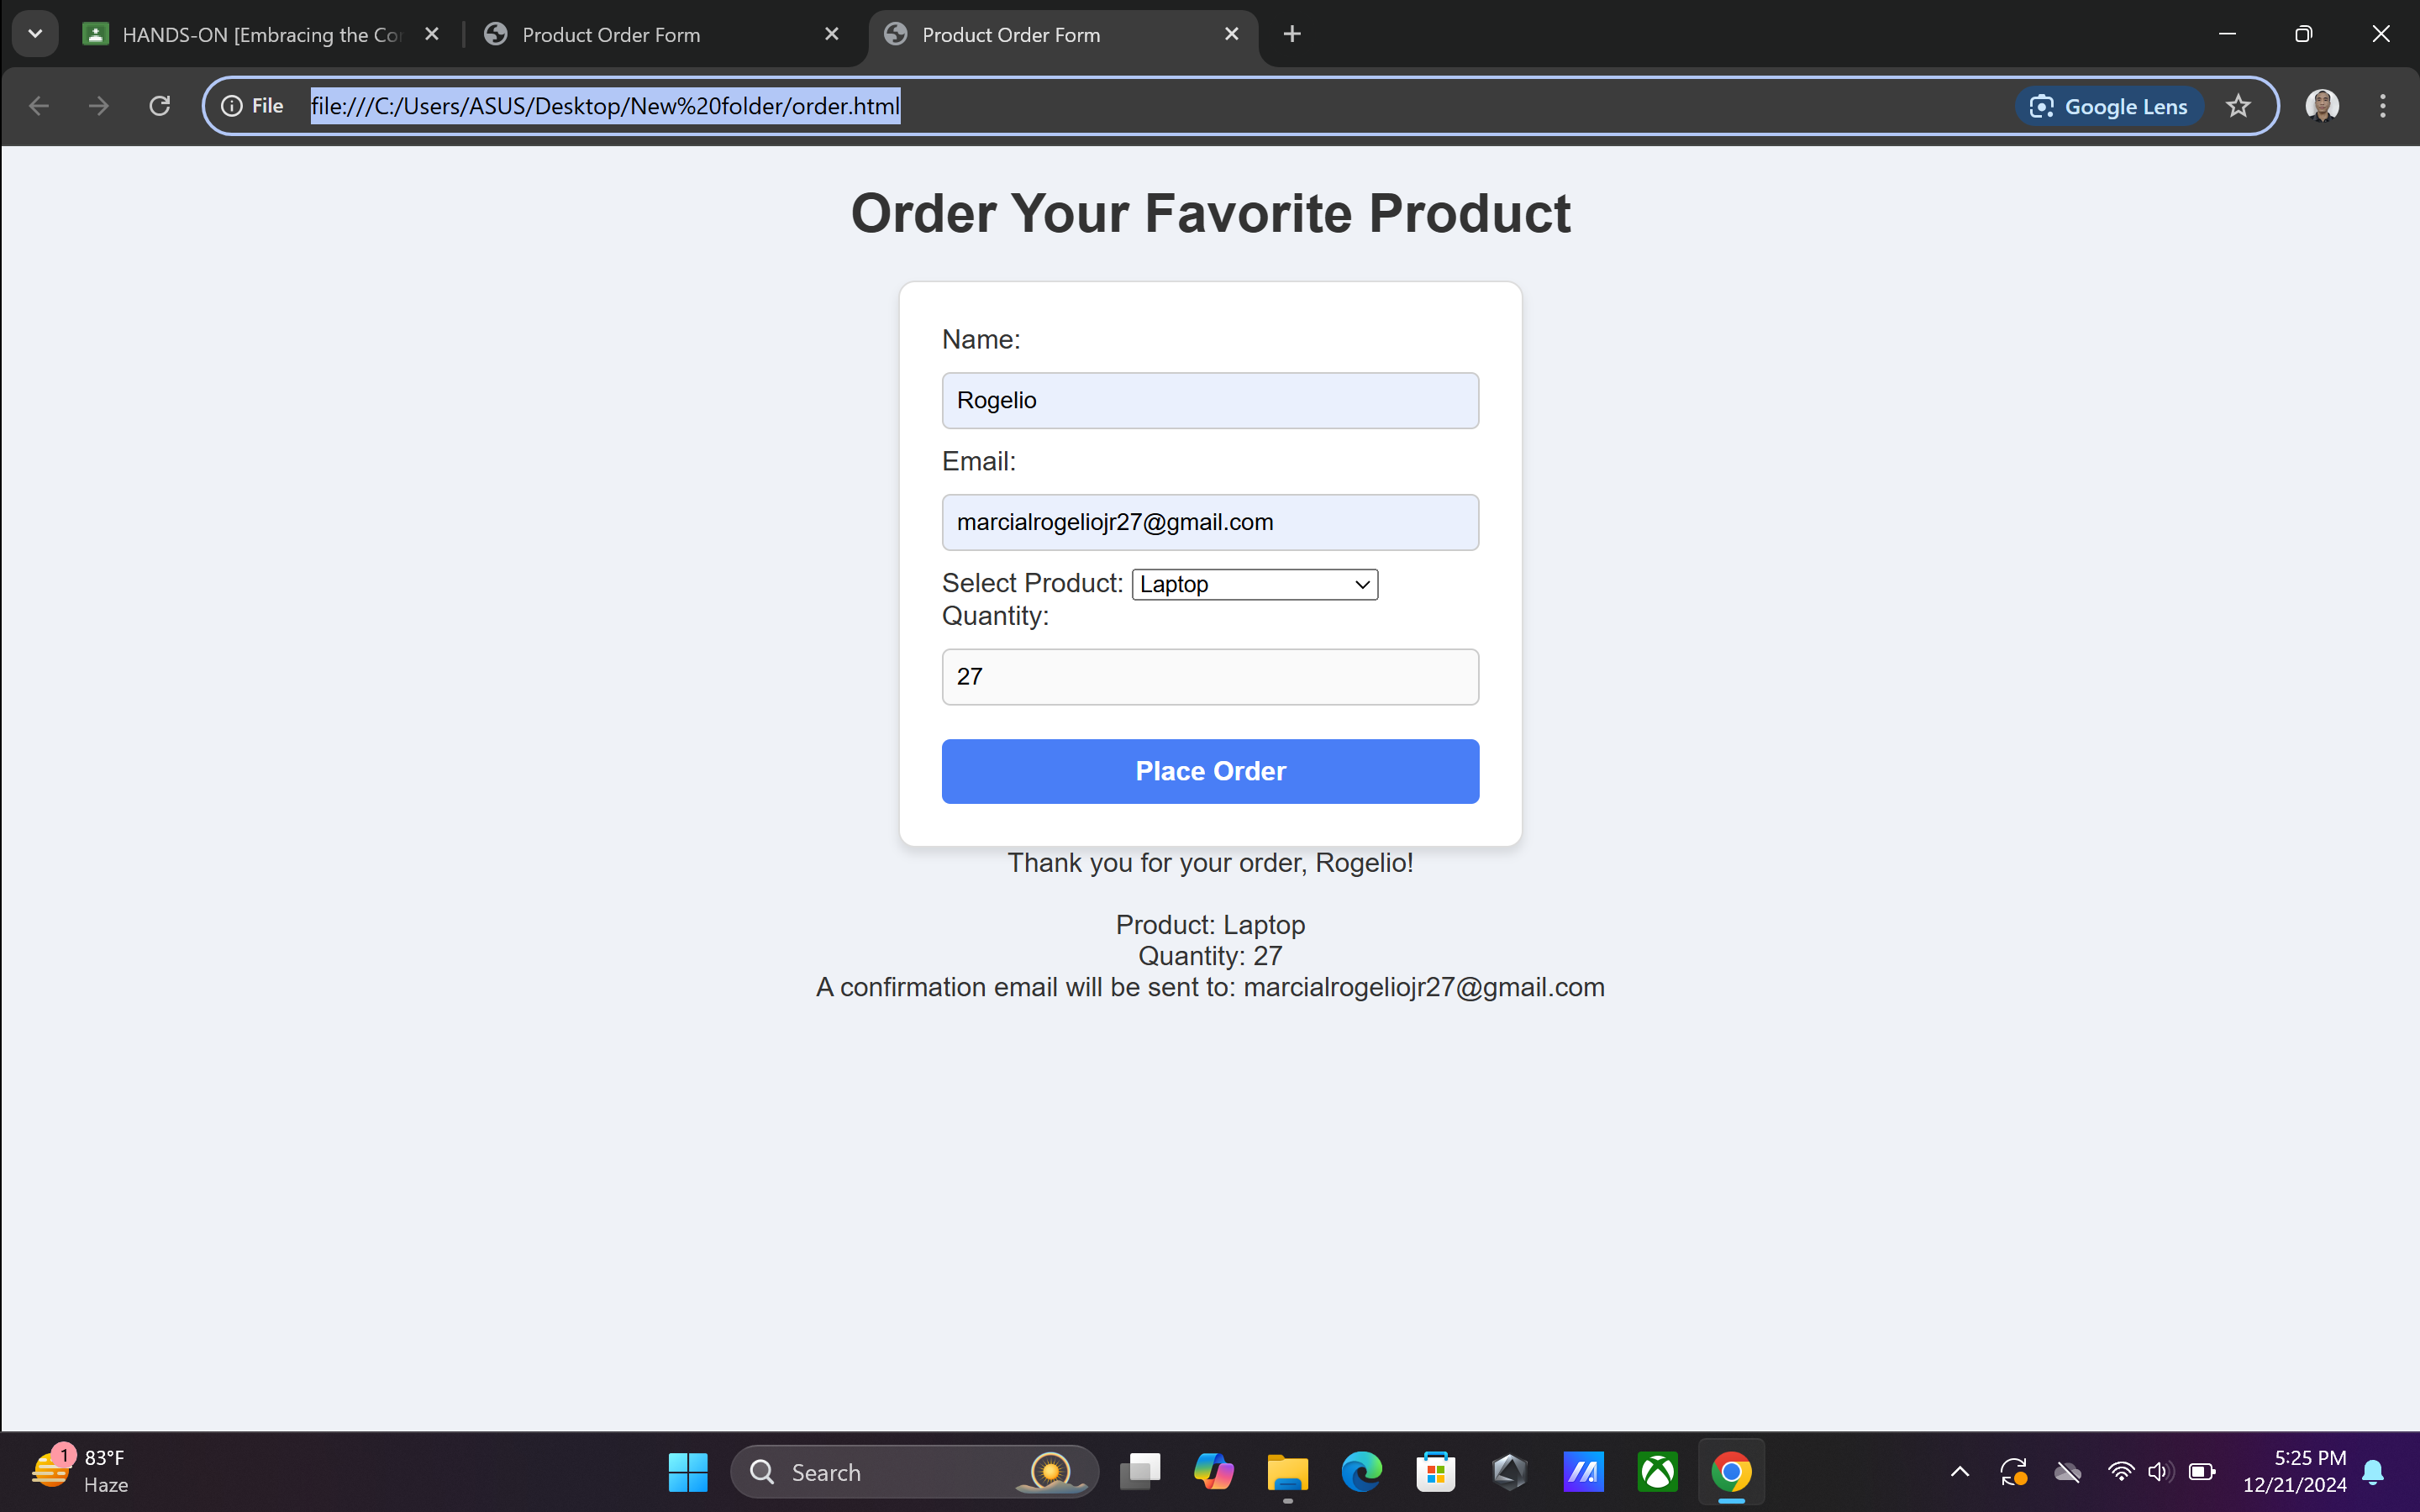 HANDS-ON [Embracing the Co
Product Order Form
Product Order Form
File
file:///C:/Users/ASUS/Desktop/New%20folder/order.html
Google Lens
Order Your Favorite Product
Name:
Rogelio
Email:
marcialrogeliojr27@gmail.com
Select Product: Laptop
Quantity:
27
Place Order
Thank you for your order, Rogelio!
Product: Laptop
Quantity: 27
A confirmation email will be sent to: marcialrogeliojr27@gmail.com
1
83°F
Haze
Search
5:25 PM
12/21/2024